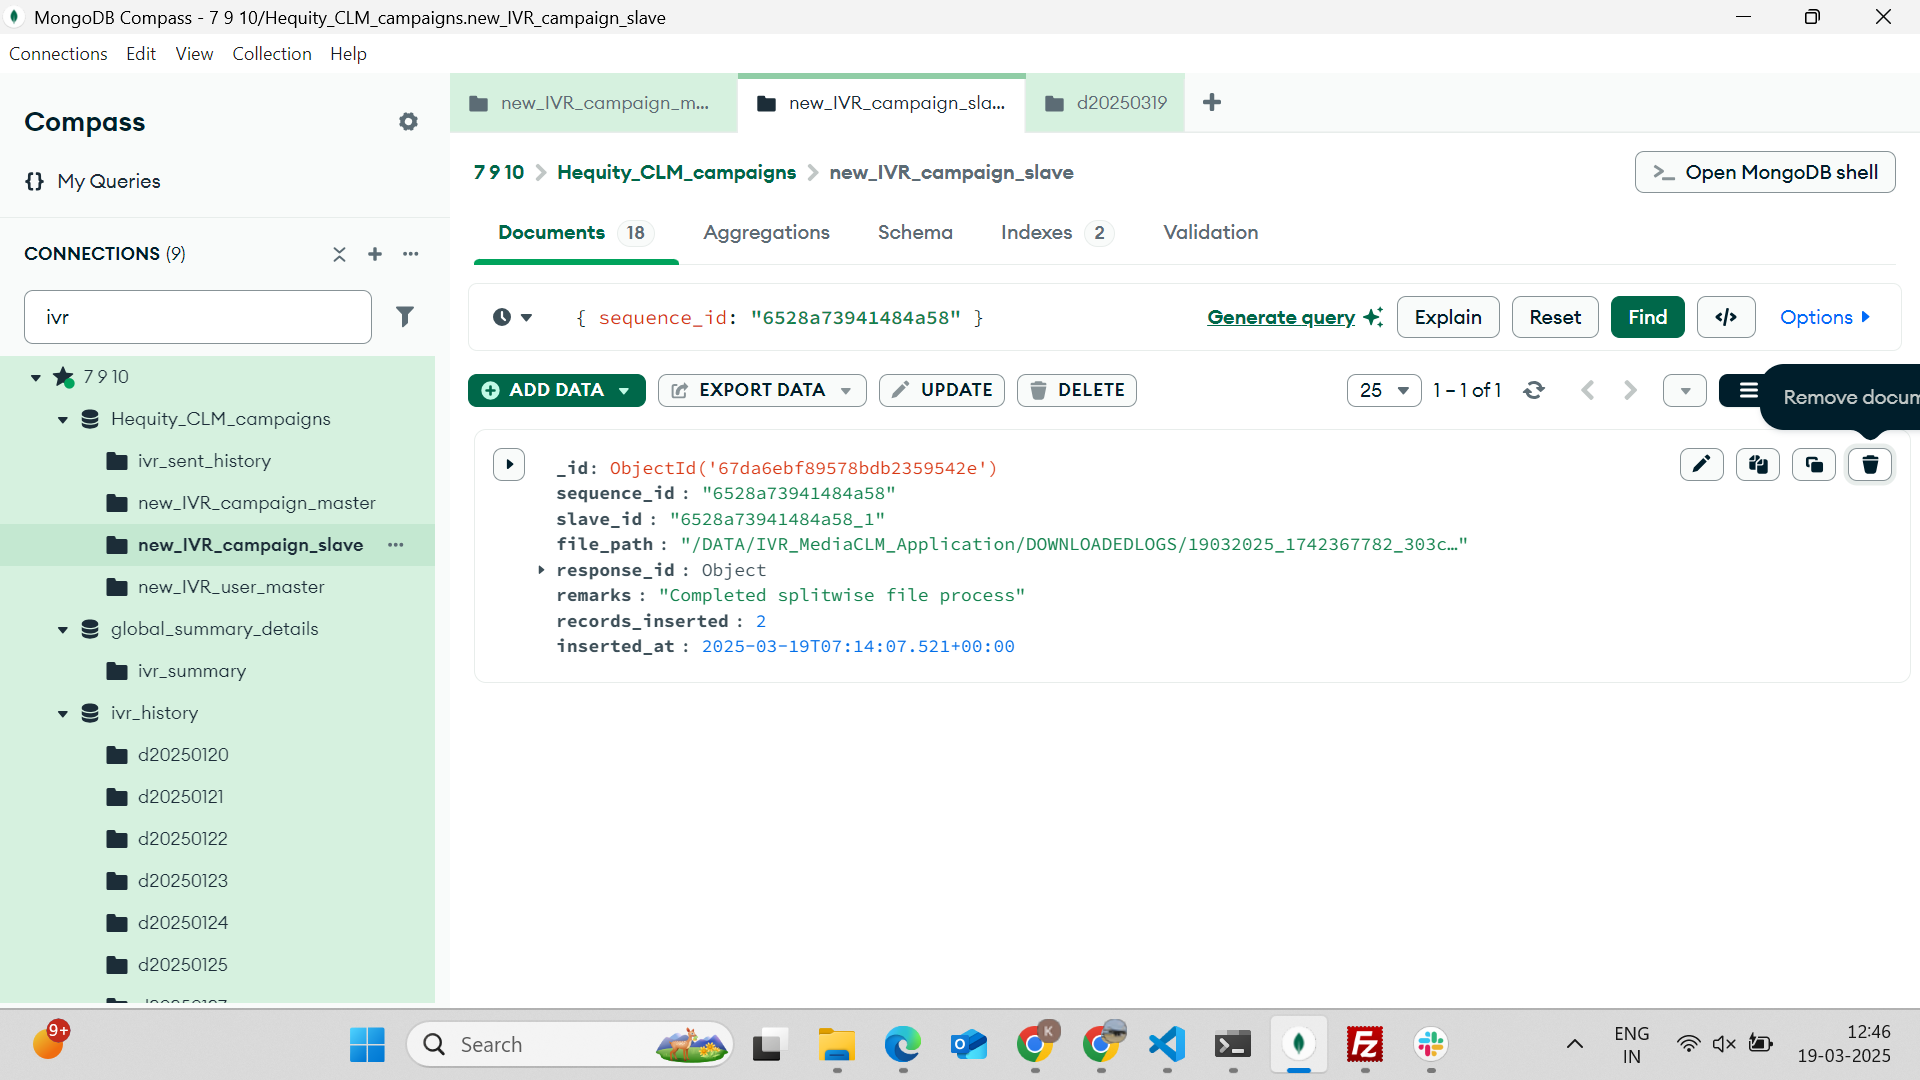 MongoDB Compass - 7 9 10/Hequity_CLM_campaigns.new_IVR_campaign_slave
Connections Edit View Collection Help
Compass
{} My Queries
CONNECTIONS (9)
ivr
7 9 10
Hequity_CLM_campaigns
ivr_sent_history
new_IVR_campaign_master
new_IVR_campaign_slave
new_IVR_user_master
global_summary_details
ivr_summary
ivr_history
d20250120
d20250121
d20250122
d20250123
d20250124
d20250125
new_IVR_campaign_m...
new_IVR_campaign_sla...
d20250319
7 9 10 > Hequity_CLM_campaigns > new_IVR_campaign_slave
>_ Open MongoDB shell
Documents 18 Aggregations Schema Indexes 2 Validation
{ sequence_id: "6528a73941484a58" }
Generate query Explain Reset Find </> Options
ADD DATA EXPORT DATA UPDATE DELETE
25 1 – 1 of 1
Remove docum
_id: ObjectId('67da6ebf89578bdb2359542e')
sequence_id : "6528a73941484a58"
slave_id : "6528a73941484a58_1"
file_path : "/DATA/IVR_MediaCLM_Application/DOWNLOADEDLOGS/19032025_1742367782_303c…"
response_id : Object
remarks : "Completed splitwise file process"
records_inserted : 2
inserted_at : 2025-03-19T07:14:07.521+00:00
9+
Search
K
ENG
IN
12:46
19-03-2025